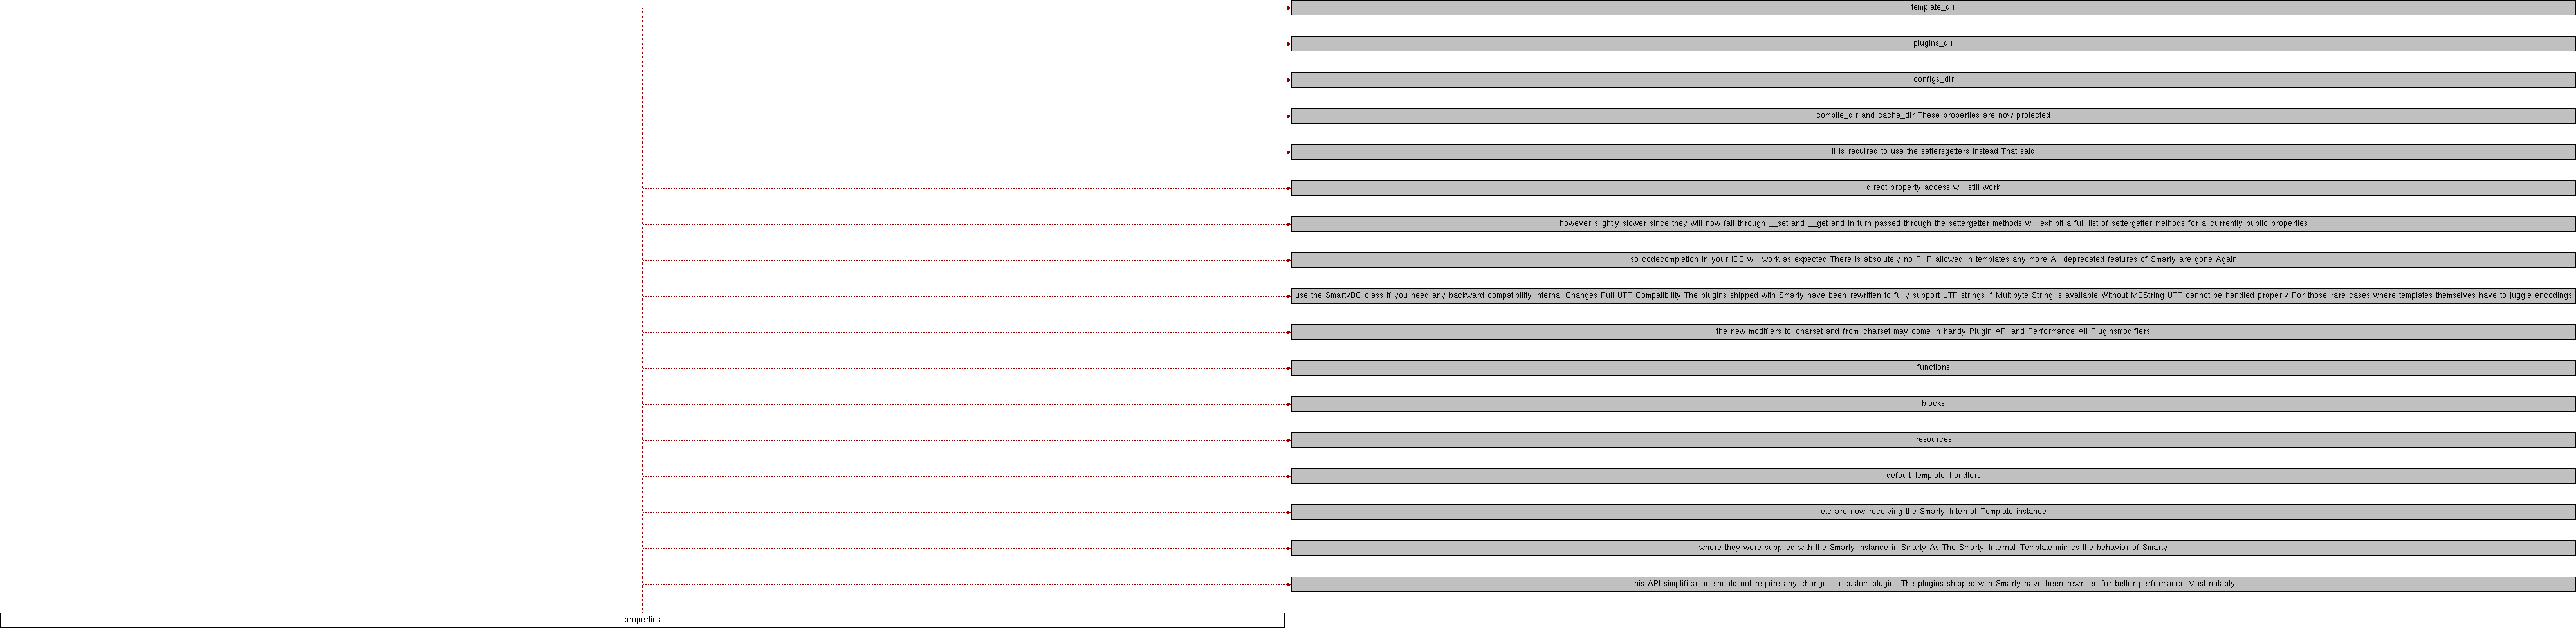 template_dir
plugins_dir
configs_dir
compile_dir and cache_dir These properties are now protected
it is required to use the settersgetters instead That said
direct property access will still work
however slightly slower since they will now fall through __set and __get and in turn passed through the settergetter methods will exhibit a full list of settergetter methods for allcurrently public properties
so codecompletion in your IDE will work as expected There is absolutely no PHP allowed in templates any more All deprecated features of Smarty are gone Again
use the SmartyBC class if you need any backward compatibility Internal Changes Full UTF Compatibility The plugins shipped with Smarty have been rewritten to fully support UTF strings if Multibyte String is available Without MBString UTF cannot be handled properly For those rare cases where templates themselves have to juggle encodings
the new modifiers to_charset and from_charset may come in handy Plugin API and Performance All Pluginsmodifiers
functions
blocks
resources
default_template_handlers
etc are now receiving the Smarty_Internal_Template instance
where they were supplied with the Smarty instance in Smarty As The Smarty_Internal_Template mimics the behavior of Smarty
this API simplification should not require any changes to custom plugins The plugins shipped with Smarty have been rewritten for better performance Most notably
properties